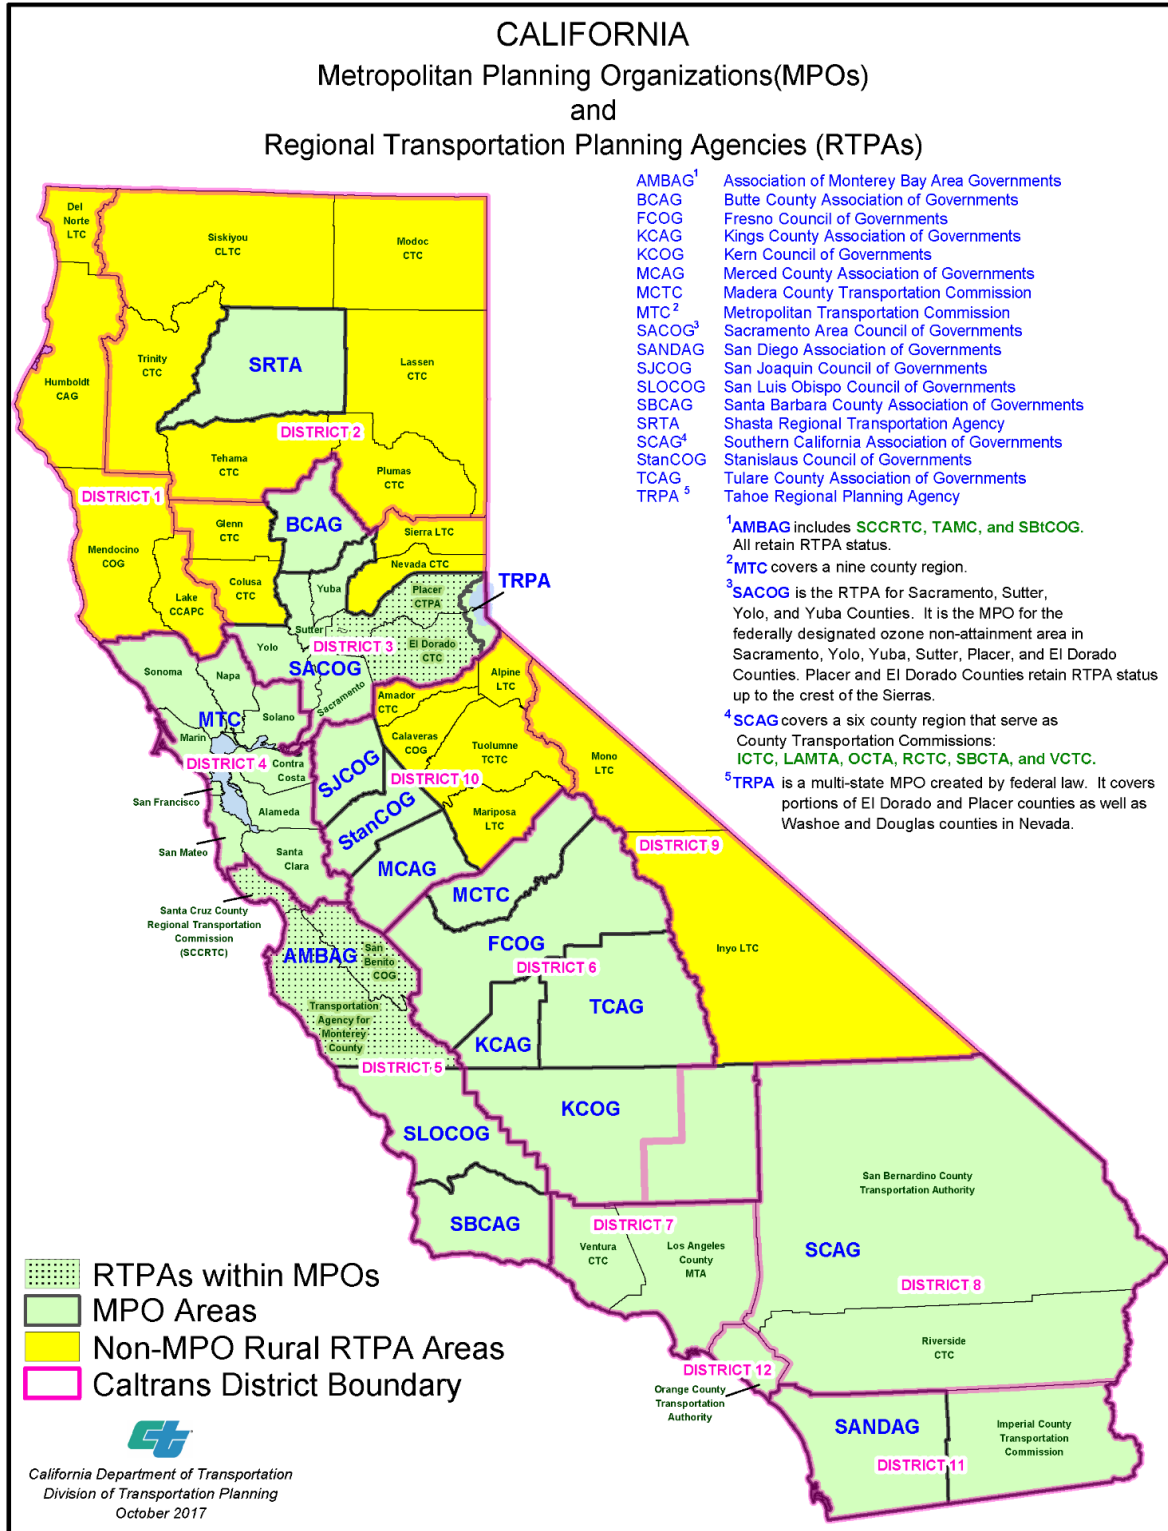 CALIFORNIA
Metropolitan Planning Organizations(MPOs)
and
Regional Transportation Planning Agencies (RTPAs)
AMBAG1 Association of Monterey Bay Area Governments
BCAG Butte County Association of Governments
FCOG Fresno Council of Governments
KCAG Kings County Association of Governments
KCOG Kern Council of Governments
MCAG Merced County Association of Governments
MCTC Madera County Transportation Commission
MTC2 Metropolitan Transportation Commission
SACOG3 Sacramento Area Council of Governments
SANDAG San Diego Association of Governments
SJCOG San Joaquin Council of Governments
SLOCOG San Luis Obispo Council of Governments
SBCAG Santa Barbara County Association of Governments
SRTA Shasta Regional Transportation Agency
SCAG4 Southern California Association of Governments
StanCOG Stanislaus Council of Governments
TCAG Tulare County Association of Governments
TRPA 5 Tahoe Regional Planning Agency
1AMBAG includes SCCRTC, TAMC, and SBtCOG.
All retain RTPA status.
2MTC covers a nine county region.
3SACOG is the RTPA for Sacramento, Sutter,
Yolo, and Yuba Counties. It is the MPO for the
federally designated ozone non-attainment area in
Sacramento, Yolo, Yuba, Sutter, Placer, and El Dorado
Counties. Placer and El Dorado Counties retain RTPA status
up to the crest of the Sierras.
4 SCAG covers a six county region that serve as
County Transportation Commissions:
ICTC, LAMTA, OCTA, RCTC, SBCTA, and VCTC.
5TRPA is a multi-state MPO created by federal law. It covers
portions of El Dorado and Placer counties as well as
Washoe and Douglas counties in Nevada.
Del
Norte
LTC
Siskiyou
CLTC
Modoc
CTC
Humboldt
CAG
Trinity
CTC
SRTA
Lassen
CTC
DISTRICT 2
Tehama
CTC
Plumas
CTC
DISTRICT 1
BCAG
Glenn
CTC
Sierra LTC
Mendocino
COG
Nevada CTC
Colusa
CTC
Lake
CCAPC
Yuba
Placer
CTPA
TRPA
Sutter
DISTRICT 3
El Dorado
CTC
Yolo
SACOG
Sacramento
Sonoma
Napa
Solano
MTC
Marin
DISTRICT 4
Contra
Costa
San Francisco
Alameda
San Mateo
Santa
Clara
Alpine
LTC
Amador
CTC
Calaveras
COG
Tuolumne
TCTC
Mono
LTC
SJCOG
DISTRICT 10
StanCOG
Mariposa
LTC
MCAG
DISTRICT 9
MCTC
Santa Cruz County
Regional Transportation
Commission
(SCCRTC)
AMBAG
San
Benito
COG
FCOG
Inyo LTC
DISTRICT 6
Transportation
Agency for
Monterey
County
TCAG
KCAG
DISTRICT 5
KCOG
SLOCOG
San Bernardino County
Transportation Authority
SBCAG
DISTRICT 7
Ventura
CTC
Los Angeles
County
MTA
SCAG
DISTRICT 8
Riverside
CTC
DISTRICT 12
Orange County
Transportation
Authority
SANDAG
Imperial County
Transportation
Commission
DISTRICT 11
RTPAs within MPOs
MPO Areas
Non-MPO Rural RTPA Areas
Caltrans District Boundary
ct
California Department of Transportation
Division of Transportation Planning
October 2017